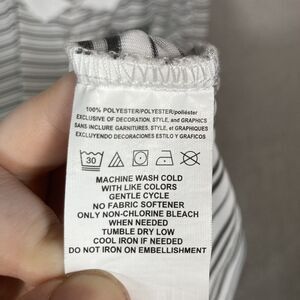 100% POLYESTER/POLYESTER/poliéster
EXCLUSIVE OF DECORATION, STYLE, and GRAPHICS
SANS INCLURE GARNITURES, STYLE, et GRAPHIQUES
EXCLUYENDO DECORACIONES ESTILO Y GRAFICOS
30
MACHINE WASH COLD
WITH LIKE COLORS
GENTLE CYCLE
NO FABRIC SOFTENER
ONLY NON-CHLORINE BLEACH
WHEN NEEDED
TUMBLE DRY LOW
COOL IRON IF NEEDED
DO NOT IRON ON EMBELLISHMENT